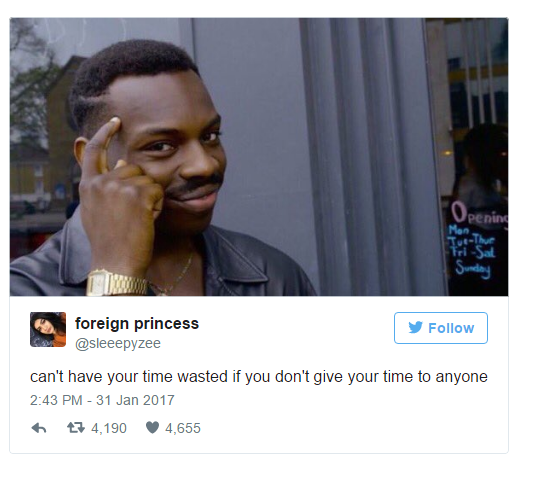 Opening
Mon
Tue-Thur
Fri -Sat
Sunday
foreign princess
@sleeepyzee
Follow
can't have your time wasted if you don't give your time to anyone
2:43 PM - 31 Jan 2017
4,190
4,655